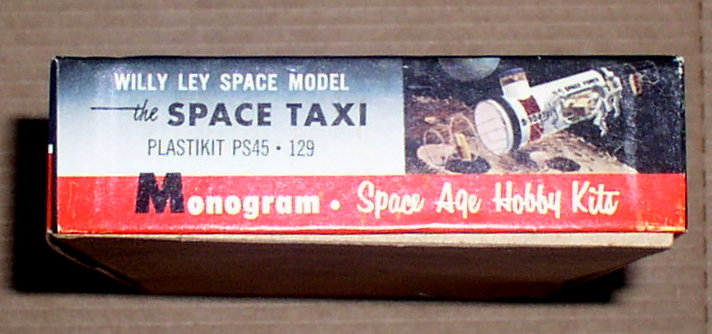 WILLY LEY SPACE MODEL
the SPACE TAXI
PLASTIKIT PS45 • 129
Monogram • Space Age Hobby Kits